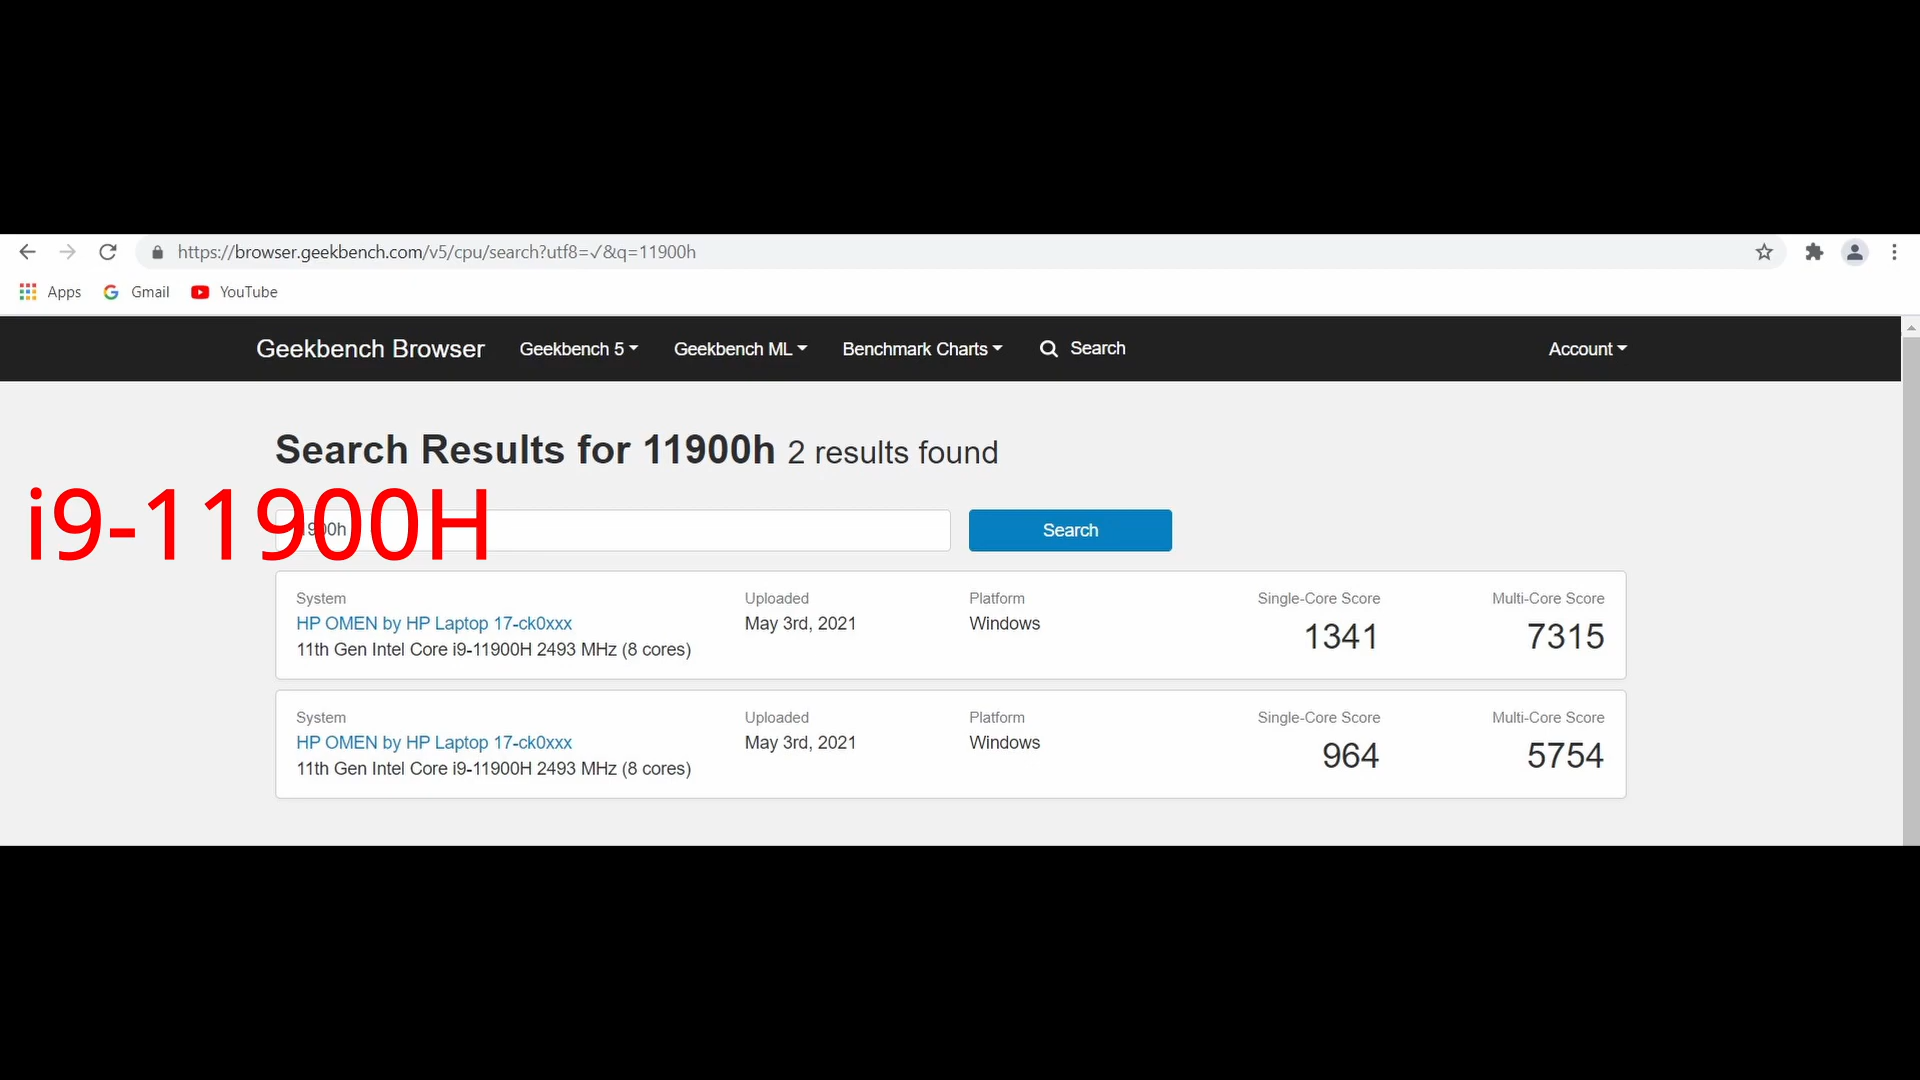 https://browser.geekbench.com/v5/cpu/search?utf8=✓&q=11900h
Apps Gmail YouTube
Geekbench Browser Geekbench 5 Geekbench ML Benchmark Charts Search Account
Search Results for 11900h 2 results found
i9-11900H
11900h Search
System Uploaded Platform Single-Core Score Multi-Core Score
HP OMEN by HP Laptop 17-ck0xxx May 3rd, 2021 Windows 1341 7315
11th Gen Intel Core i9-11900H 2493 MHz (8 cores)
System Uploaded Platform Single-Core Score Multi-Core Score
HP OMEN by HP Laptop 17-ck0xxx May 3rd, 2021 Windows 964 5754
11th Gen Intel Core i9-11900H 2493 MHz (8 cores)